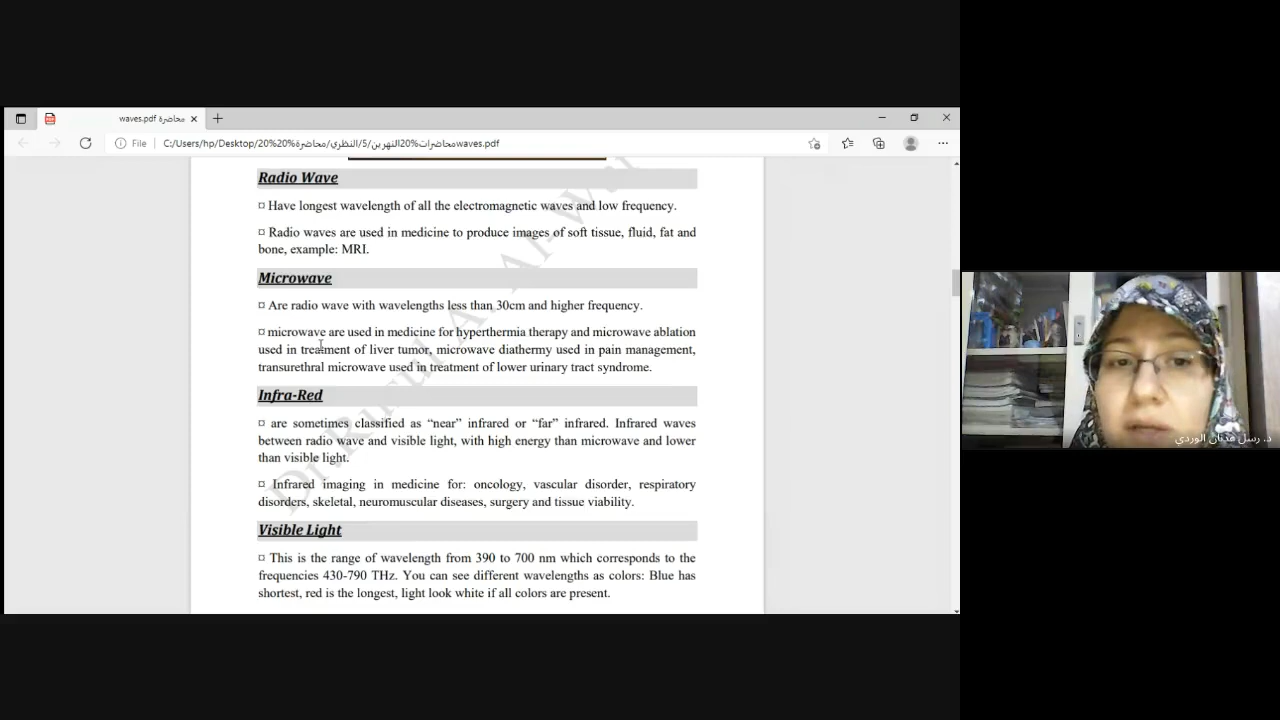 محاضرة waves.pdf
File
C:/Users/hp/Desktop/20%20محاضرة/النظري/5/النهرين%20محاضراتwaves.pdf
Radio Wave
¤ Have longest wavelength of all the electromagnetic waves and low frequency.
¤ Radio waves are used in medicine to produce images of soft tissue, fluid, fat and
bone, example: MRI.
Microwave
¤ Are radio wave with wavelengths less than 30cm and higher frequency.
¤ microwave are used in medicine for hyperthermia therapy and microwave ablation
used in treatment of liver tumor, microwave diathermy used in pain management,
transurethral microwave used in treatment of lower urinary tract syndrome.
Infra-Red
¤ are sometimes classified as “near” infrared or “far” infrared. Infrared waves
between radio wave and visible light, with high energy than microwave and lower
than visible light.
¤ Infrared imaging in medicine for: oncology, vascular disorder, respiratory
disorders, skeletal, neuromuscular diseases, surgery and tissue viability.
Visible Light
¤ This is the range of wavelength from 390 to 700 nm which corresponds to the
frequencies 430-790 THz. You can see different wavelengths as colors: Blue has
shortest, red is the longest, light look white if all colors are present.
د. رسل عدنان الوردي